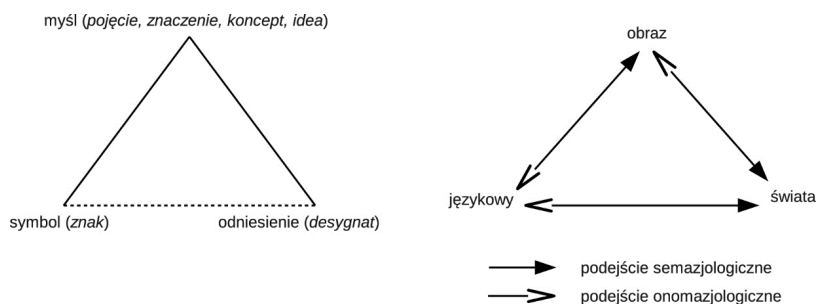 myśl (pojęcie, znaczenie, koncept, idea)
symbol (znak)
odniesienie (desygnat)
obraz
językowy
świata
podejście semazjologiczne
podejście onomazjologiczne